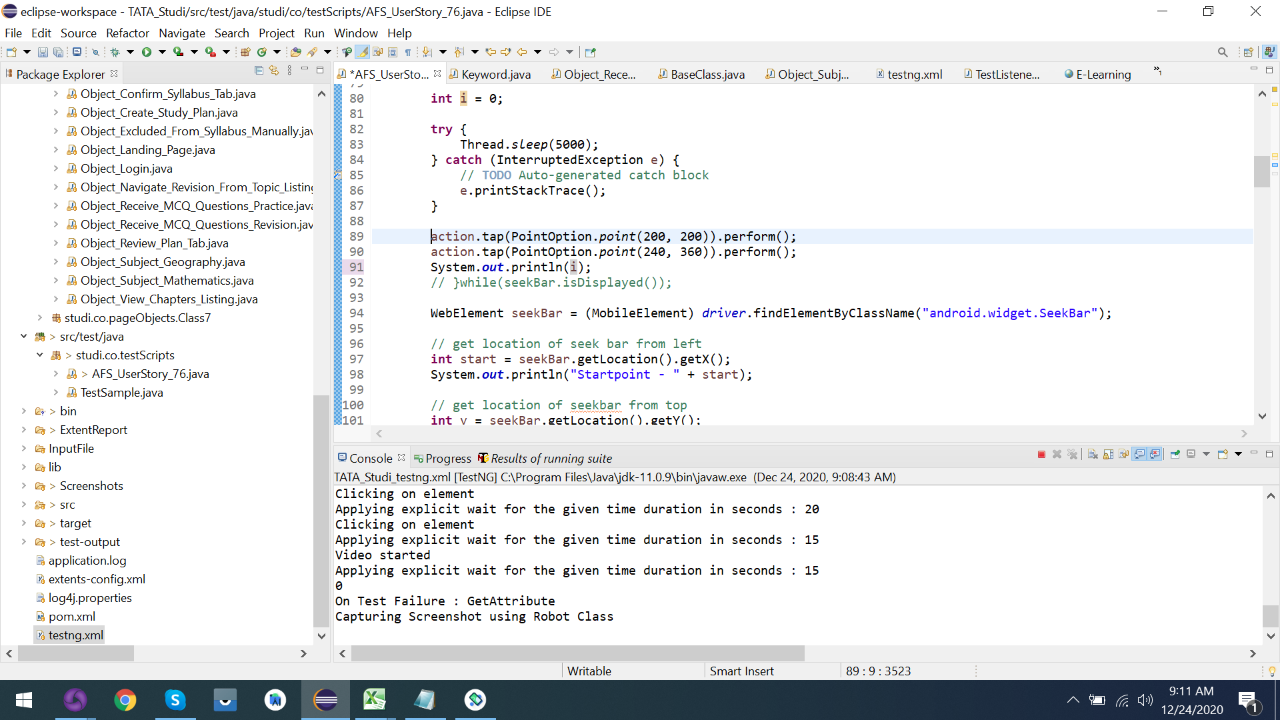 eclipse-workspace - TATA_Studi/src/test/java/studi/co/testScripts/AFS_UserStory_76.java - Eclipse IDE
File Edit Source Refactor Navigate Search Project Run Window Help
Package Explorer
*AFS_UserSto... Keyword.java Object_Rece... BaseClass.java Object_Subj... testng.xml TestListene... E-Learning
Object_Confirm_Syllabus_Tab.java
Object_Create_Study_Plan.java
Object_Excluded_From_Syllabus_Manually.jav
Object_Landing_Page.java
Object_Login.java
Object_Navigate_Revision_From_Topic_Listing
Object_Receive_MCQ_Questions_Practice.java
Object_Receive_MCQ_Questions_Revision.jav
Object_Review_Plan_Tab.java
Object_Subject_Geography.java
Object_Subject_Mathematics.java
Object_View_Chapters_Listing.java
studi.co.pageObjects.Class7
> src/test/java
> studi.co.testScripts
> AFS_UserStory_76.java
TestSample.java
> bin
> ExtentReport
InputFile
> lib
> Screenshots
> src
> target
> test-output
application.log
extents-config.xml
log4j.properties
pom.xml
testng.xml
80 int i = 0;
81
82 try {
83 Thread.sleep(5000);
84 } catch (InterruptedException e) {
85 // TODO Auto-generated catch block
86 e.printStackTrace();
87 }
88
89 action.tap(PointOption.point(200, 200)).perform();
90 action.tap(PointOption.point(240, 360)).perform();
91 System.out.println(i);
92 // }while(seekBar.isDisplayed());
93
94 WebElement seekBar = (MobileElement) driver.findElementByClassName("android.widget.SeekBar");
95
96 // get location of seek bar from left
97 int start = seekBar.getLocation().getX();
98 System.out.println("Startpoint - " + start);
99
100 // get location of seekbar from top
101 int y = seekBar.getLocation().getY();
Console Progress Results of running suite
TATA_Studi_testng.xml [TestNG] C:\Program Files\Java\jdk-11.0.9\bin\javaw.exe (Dec 24, 2020, 9:08:43 AM)
Clicking on element
Applying explicit wait for the given time duration in seconds : 20
Clicking on element
Applying explicit wait for the given time duration in seconds : 15
Video started
Applying explicit wait for the given time duration in seconds : 15
0
On Test Failure : GetAttribute
Capturing Screenshot using Robot Class
Writable Smart Insert 89 : 9 : 3523
9:11 AM
12/24/2020
1